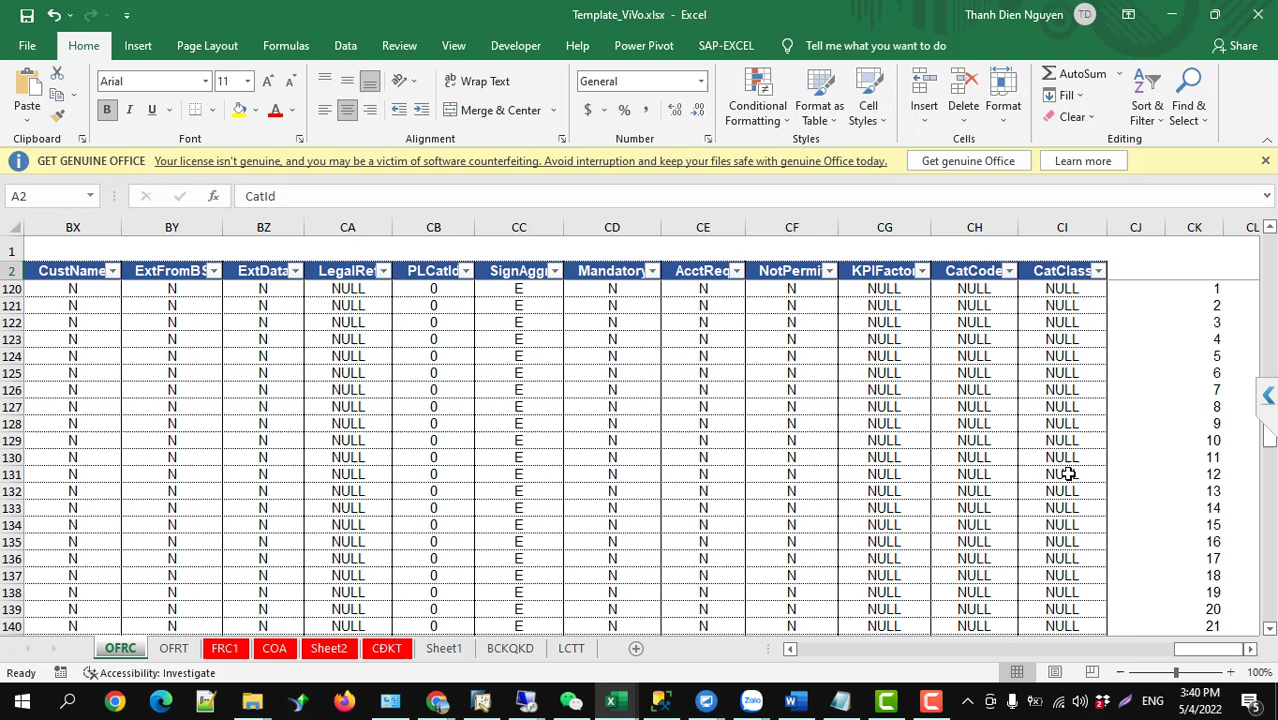 Template_ViVo.xlsx - Excel
Thanh Dien Nguyen TD
File Home Insert Page Layout Formulas Data Review View Developer Help Power Pivot SAP-EXCEL Tell me what you want to do Share
Paste
Arial 11
Wrap Text
General
Conditional Formatting
Format as Table
Cell Styles
Insert Delete Format
AutoSum
Fill
Clear
Sort & Filter
Find & Select
B I U
Merge & Center
$ %
Clipboard Font Alignment Number Styles Cells Editing
GET GENUINE OFFICE Your license isn't genuine, and you may be a victim of software counterfeiting. Avoid interruption and keep your files safe with genuine Office today. Get genuine Office Learn more
A2 fx CatId
BX BY BZ CA CB CC CD CE CF CG CH CI CJ CK CL
1
2 CustName ExtFromBS ExtData LegalRef PLCatId SignAggr Mandatory AcctReq NotPermi KPIFactor CatCode CatClass
120 N N N NULL 0 E N N N NULL NULL NULL 1
121 N N N NULL 0 E N N N NULL NULL NULL 2
122 N N N NULL 0 E N N N NULL NULL NULL 3
123 N N N NULL 0 E N N N NULL NULL NULL 4
124 N N N NULL 0 E N N N NULL NULL NULL 5
125 N N N NULL 0 E N N N NULL NULL NULL 6
126 N N N NULL 0 E N N N NULL NULL NULL 7
127 N N N NULL 0 E N N N NULL NULL NULL 8
128 N N N NULL 0 E N N N NULL NULL NULL 9
129 N N N NULL 0 E N N N NULL NULL NULL 10
130 N N N NULL 0 E N N N NULL NULL NULL 11
131 N N N NULL 0 E N N N NULL NULL NULL 12
132 N N N NULL 0 E N N N NULL NULL NULL 13
133 N N N NULL 0 E N N N NULL NULL NULL 14
134 N N N NULL 0 E N N N NULL NULL NULL 15
135 N N N NULL 0 E N N N NULL NULL NULL 16
136 N N N NULL 0 E N N N NULL NULL NULL 17
137 N N N NULL 0 E N N N NULL NULL NULL 18
138 N N N NULL 0 E N N N NULL NULL NULL 19
139 N N N NULL 0 E N N N NULL NULL NULL 20
140 N N N NULL 0 E N N N NULL NULL NULL 21
OFRC OFRT FRC1 COA Sheet2 CĐKT Sheet1 BCKQKD LCTT
Ready Accessibility: Investigate 100%
ENG
3:40 PM
5/4/2022
5